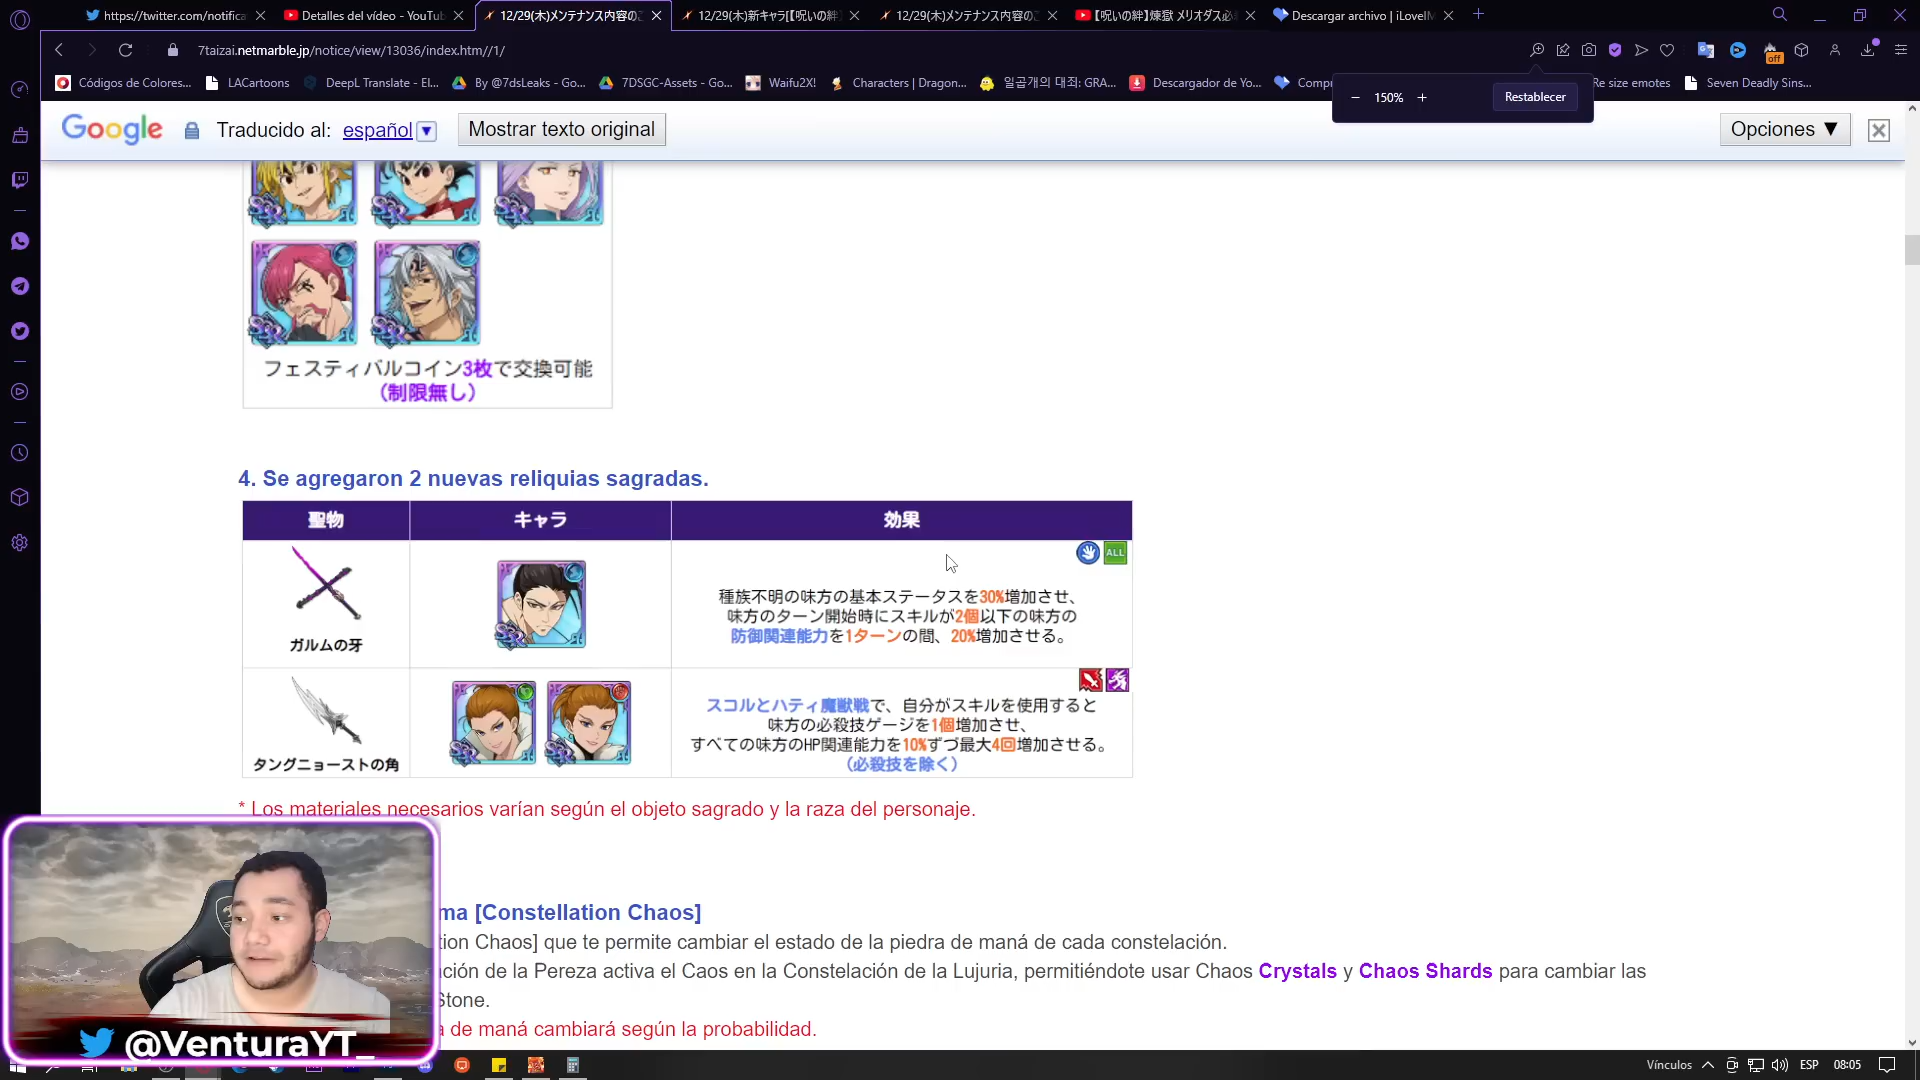 https://twitter.com/notifica
Detalles del vídeo - YouTub
12/29(木)メンテナンス内容のご
12/29(木)新キャラ[【呪いの絆】
12/29(木)メンテナンス内容のご
【呪いの絆】煉獄 メリオダス必
Descargar archivo | iLoveIM
7taizai.netmarble.jp/notice/view/13036/index.htm//1/
off
Códigos de Colores...
LACartoons
DeepL Translate - El...
By @7dsLeaks - Go...
7DSGC-Assets - Go...
Waifu2X!
Characters | Dragon...
일곱개의 대죄: GRA...
Descargador de Yo...
Compr
Re size emotes
Seven Deadly Sins...
150%
Restablecer
Google
Traducido al: español
Mostrar texto original
Opciones ▼
SR
SR
SR
SR
SR
フェスティバルコイン3枚で交換可能
(制限無し)
4. Se agregaron 2 nuevas reliquias sagradas.
聖物
キャラ
効果
ALL
種族不明の味方の基本ステータスを30%増加させ、
味方のターン開始時にスキルが2個以下の味方の
防御関連能力を1ターンの間、20%増加させる。
SR
ガルムの牙
スコルとハティ魔獣戦で、自分がスキルを使用すると
味方の必殺技ゲージを1個増加させ、
すべての味方のHP関連能力を10%ずづ最大4回増加させる。
(必殺技を除く)
SR
SR
タングニョーストの角
* Los materiales necesarios varían según el objeto sagrado y la raza del personaje.
ma [Constellation Chaos]
tion Chaos] que te permite cambiar el estado de la piedra de maná de cada constelación.
ción de la Pereza activa el Caos en la Constelación de la Lujuria, permitiéndote usar Chaos Crystals y Chaos Shards para cambiar las
Stone.
a de maná cambiará según la probabilidad.
@VenturaYT_
Vínculos
ESP
08:05